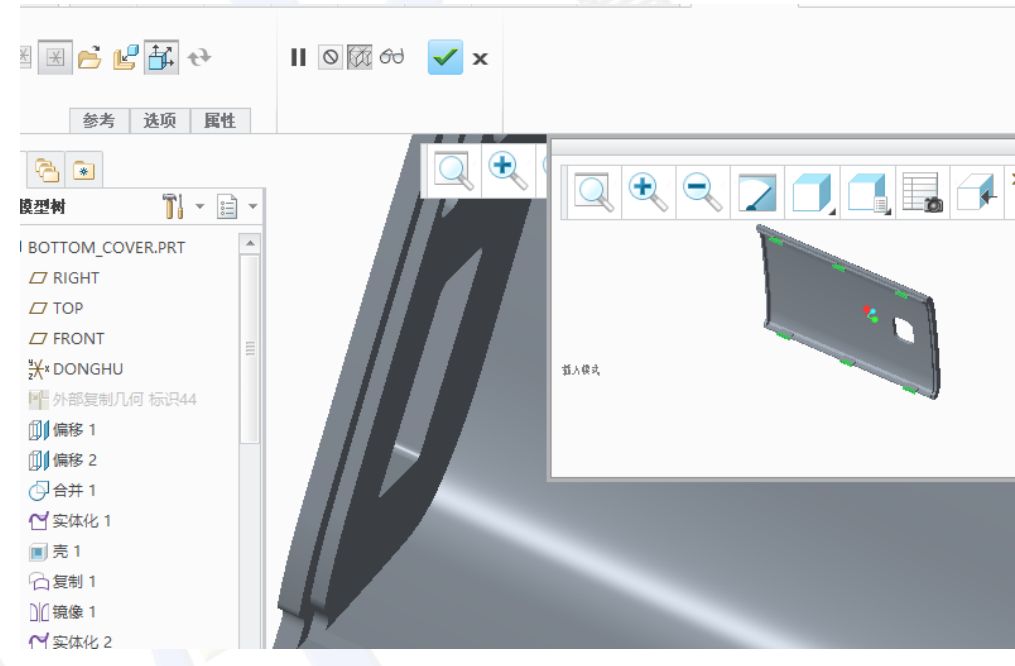 参考 选项 属性
模型树
BOTTOM_COVER.PRT
RIGHT
TOP
FRONT
DONGHU
外部复制几何 标识44
偏移 1
偏移 2
合并 1
实体化 1
壳 1
复制 1
镜像 1
实体化 2
插入模式